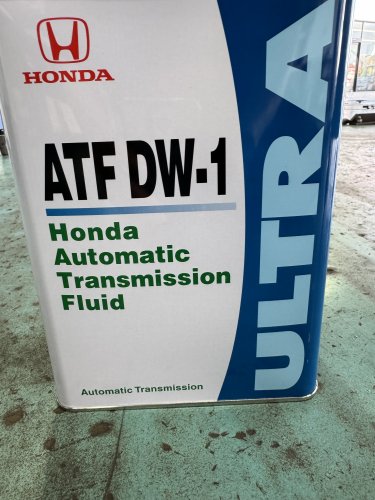 HONDA
ATF DW-1
Honda
Automatic
Transmission
Fluid
Automatic Transmission
ULTRA